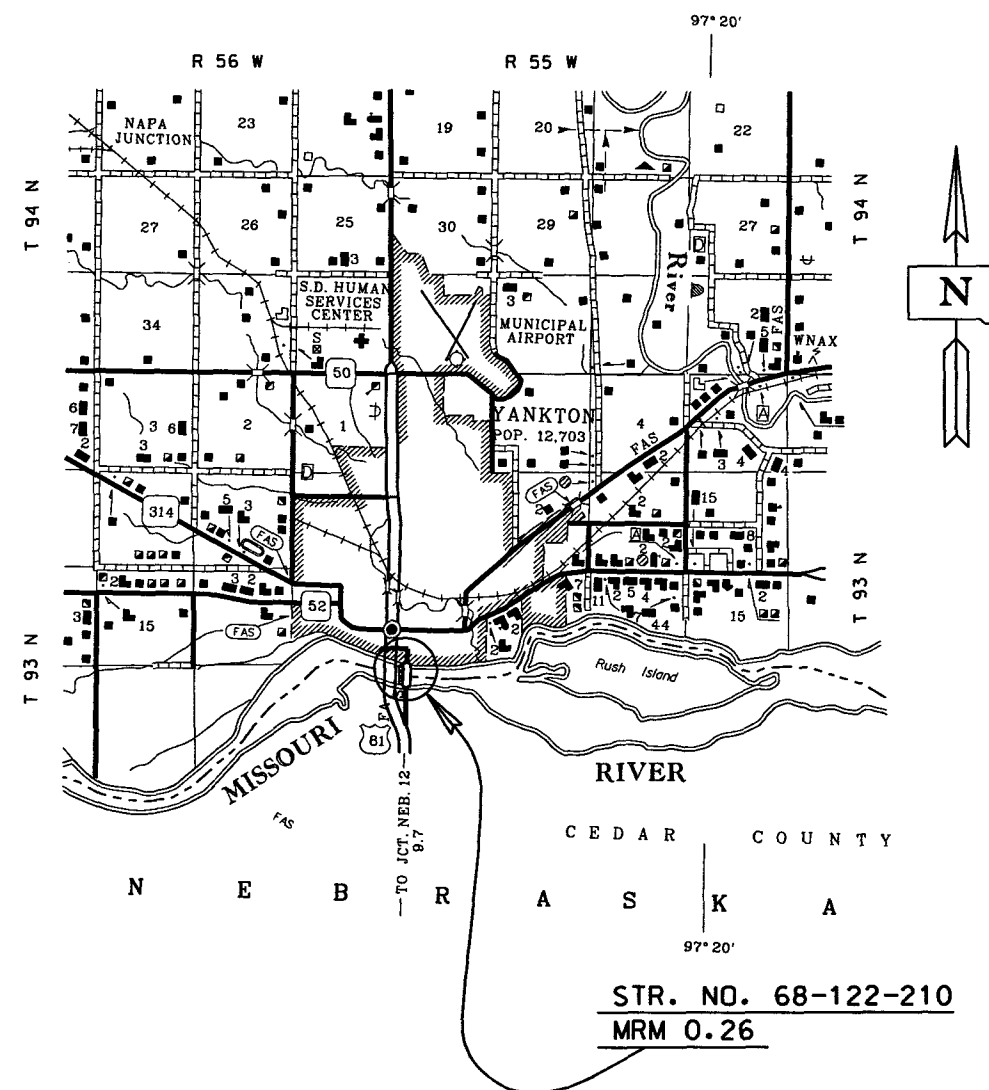 97° 20'
R 56 W
R 55 W
NAPA
JUNCTION
23
19
20
22
T 94 N
27
26
25
30
29
27
T 94 N
River
3
S.D. HUMAN
SERVICES
CENTER
3
2
5
FAS
N
34
MUNICIPAL
AIRPORT
WNAX
S
50
YANKTON
POP. 12,703
6
7
2
3
6
3
2
1
4
FAS
A
2
3
4
4
314
5
3
FAS
FAS
2
2
15
A
2
8
2
3
2
52
7
11
2
5
4
44
15
2
T 93 N
T 93 N
3
15
FAS
2
Rush Island
FA
81
MISSOURI
RIVER
FAS
TO JCT. NEB. 12
9.7
CEDAR COUNTY
NEBRASKA
97° 20'
STR. NO. 68-122-210
MRM 0.26